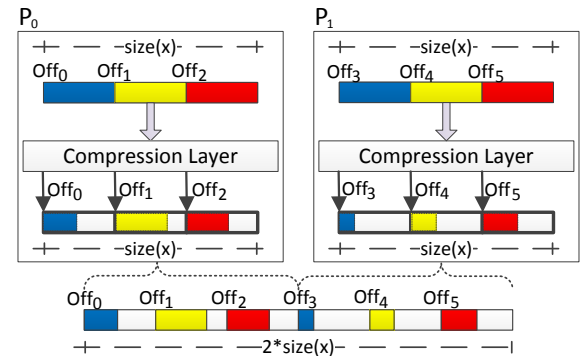 P0 P1
size(x) size(x)
Off0 Off1 Off2 Off3 Off4 Off5
Compression Layer Compression Layer
Off0 Off1 Off2 Off3 Off4 Off5
size(x) size(x)
Off0 Off1 Off2 Off3 Off4 Off5
2*size(x)